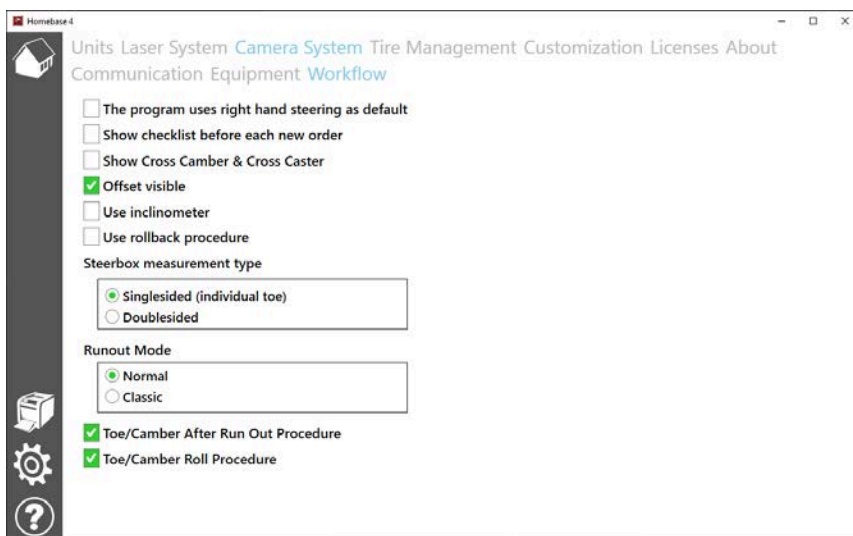 Homebase 4
Units Laser System Camera System Tire Management Customization Licenses About
Communication Equipment Workflow
The program uses right hand steering as default
Show checklist before each new order
Show Cross Camber & Cross Caster
Offset visible
Use inclinometer
Use rollback procedure
Steerbox measurement type
Singlesided (individual toe)
Doublesided
Runout Mode
Normal
Classic
Toe/Camber After Run Out Procedure
Toe/Camber Roll Procedure
?